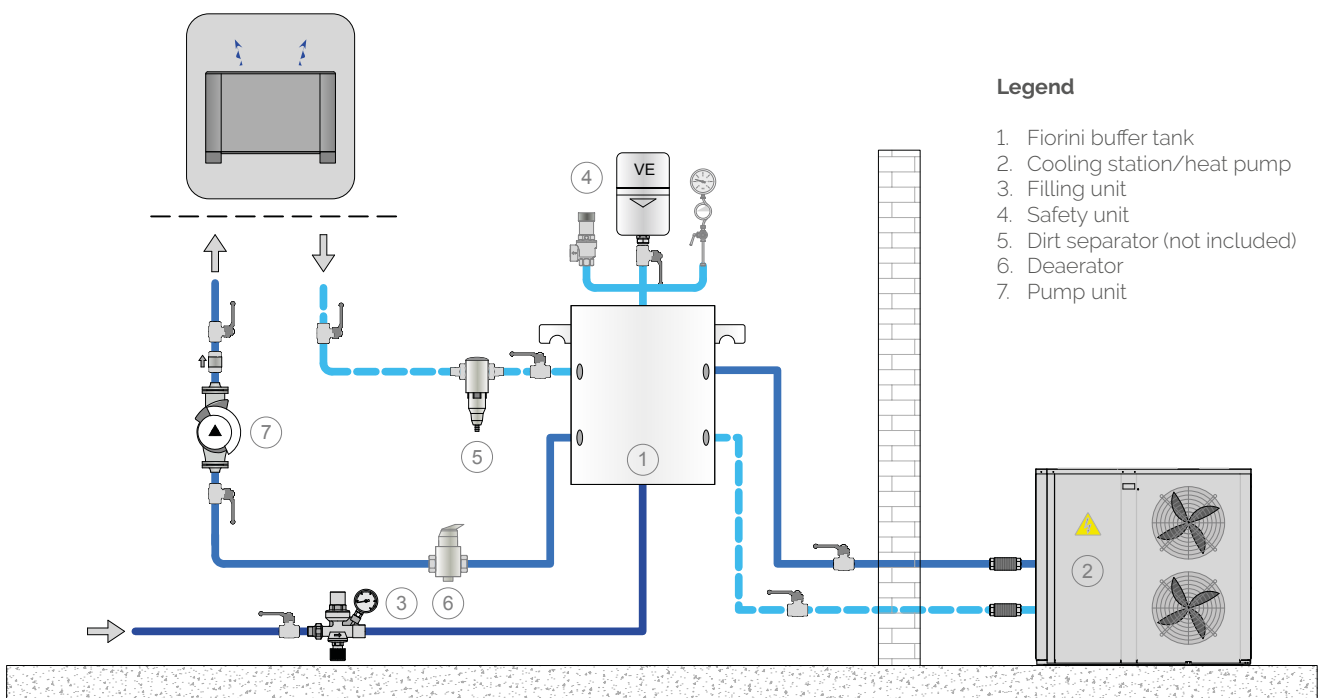 VE
4
Legend
1. Fiorini buffer tank
2. Cooling station/heat pump
3. Filling unit
4. Safety unit
5. Dirt separator (not included)
6. Deaerator
7. Pump unit
7
5
1
2
3
6